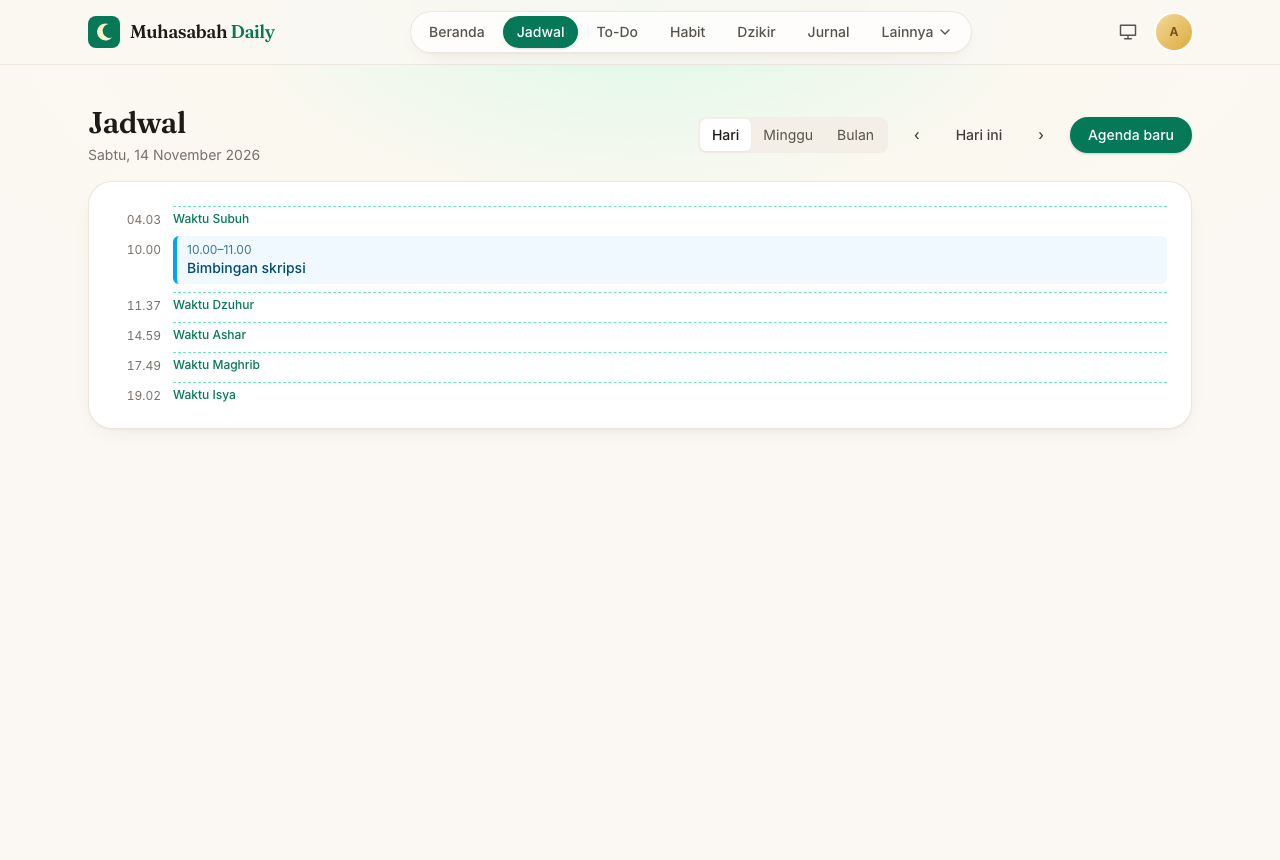 Muhasabah Daily
Beranda
Jadwal
To-Do
Habit
Dzikir
Jurnal
Lainnya
A
Jadwal
Sabtu, 14 November 2026
Hari
Minggu
Bulan
‹
Hari ini
›
Agenda baru
04.03 Waktu Subuh
10.00 10.00–11.00
Bimbingan skripsi
11.37 Waktu Dzuhur
14.59 Waktu Ashar
17.49 Waktu Maghrib
19.02 Waktu Isya